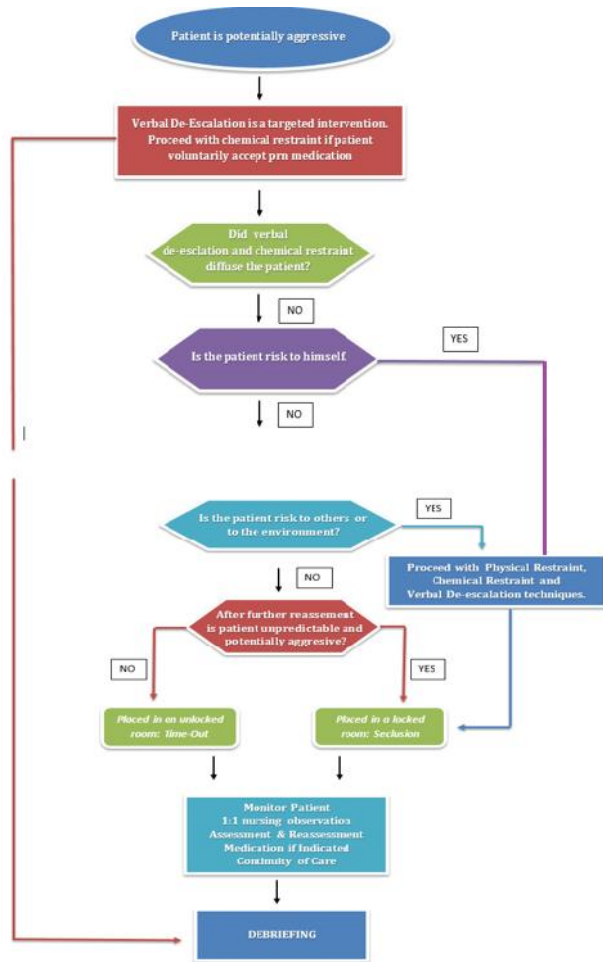 Patient is potentially aggressive
Verbal De-Escalation is a targeted intervention.
Proceed with chemical restraint if patient
voluntarily accept prn medication
Did verbal
de-esclation and chemical restraint
diffuse the patient?
NO
Is the patient risk to himself
YES
NO
Is the patient risk to others or
to the environment?
YES
Proceed with Physical Restraint,
Chemical Restraint and
Verbal De-escalation techniques.
NO
After further reassement
is patient unpredictable and
potentially aggresive?
NO
YES
Placed in an unlocked
room: Time-Out
Placed in a locked
room: Seclusion
Monitor Patient
1:1 nursing observation
Assessment & Reassessment
Medication if Indicated
Continuity of Care
DEBRIEFING